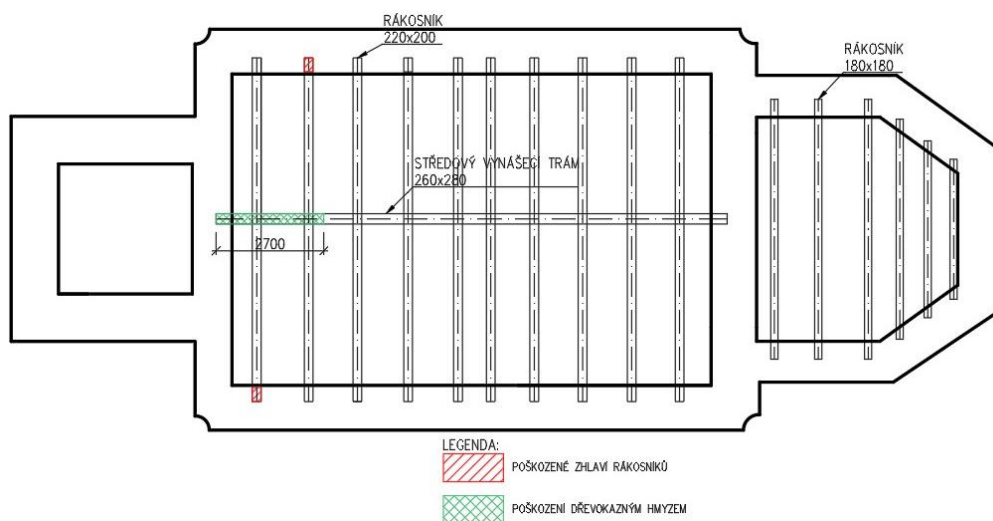 RÁKOSNÍK
220x200
RÁKOSNÍK
180x180
STŘEDOVÝ VYNÁŠECÍ TRÁM
260x280
2700
LEGENDA:
POŠKOZENÉ ZHLAVÍ RÁKOSNÍKŮ
POŠKOZENÍ DŘEVOKAZNÝM HMYZEM